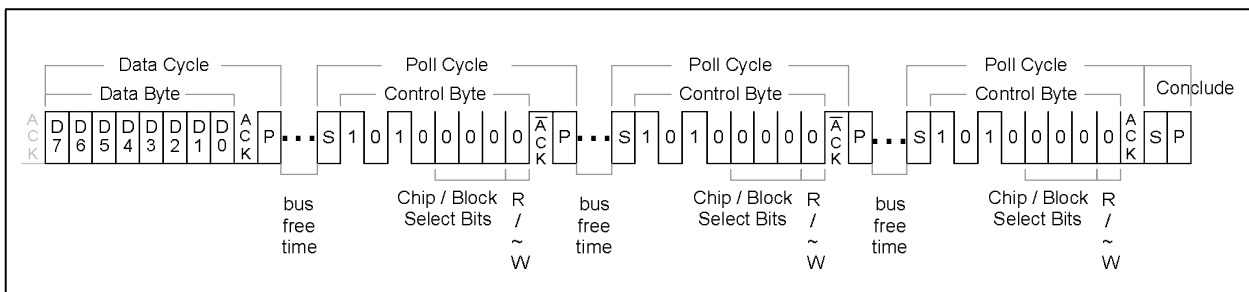 Data Cycle Poll Cycle Poll Cycle Poll Cycle
Data Byte Control Byte Control Byte Control Byte Conclude
ACK D7 D6 D5 D4 D3 D2 D1 D0 ACK P ... S 1 0 1 0 0 0 0 0 ACK P ... S 1 0 1 0 0 0 0 0 ACK P ... S 1 0 1 0 0 0 0 0 ACK S P
bus free time
Chip / Block Select Bits
R / ~ W
bus free time
Chip / Block Select Bits
R / ~ W
bus free time
Chip / Block Select Bits
R / ~ W